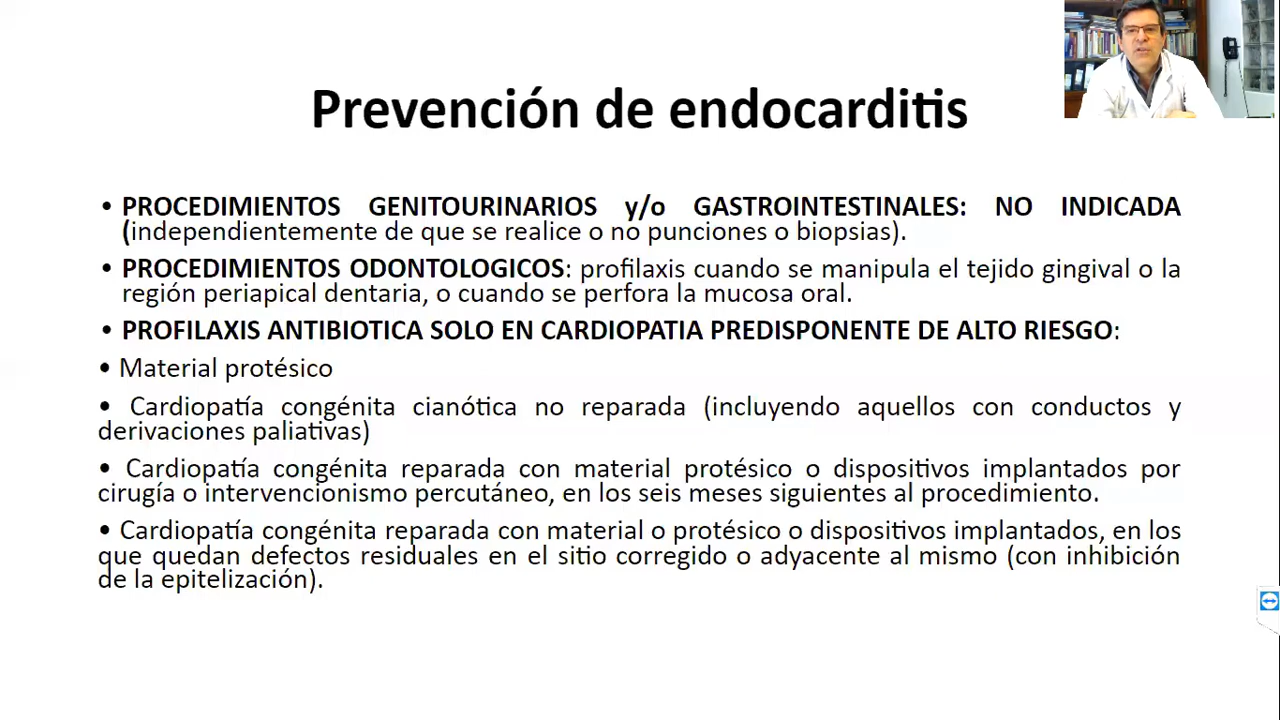 Prevención de endocarditis
• PROCEDIMIENTOS GENITOURINARIOS y/o GASTROINTESTINALES: NO INDICADA
(independientemente de que se realice o no punciones o biopsias).
• PROCEDIMIENTOS ODONTOLOGICOS: profilaxis cuando se manipula el tejido gingival o la
región periapical dentaria, o cuando se perfora la mucosa oral.
• PROFILAXIS ANTIBIOTICA SOLO EN CARDIOPATIA PREDISPONENTE DE ALTO RIESGO:
• Material protésico
• Cardiopatía congénita cianótica no reparada (incluyendo aquellos con conductos y
derivaciones paliativas)
• Cardiopatía congénita reparada con material protésico o dispositivos implantados por
cirugía o intervencionismo percutáneo, en los seis meses siguientes al procedimiento.
• Cardiopatía congénita reparada con material o protésico o dispositivos implantados, en los
que quedan defectos residuales en el sitio corregido o adyacente al mismo (con inhibición
de la epitelización).